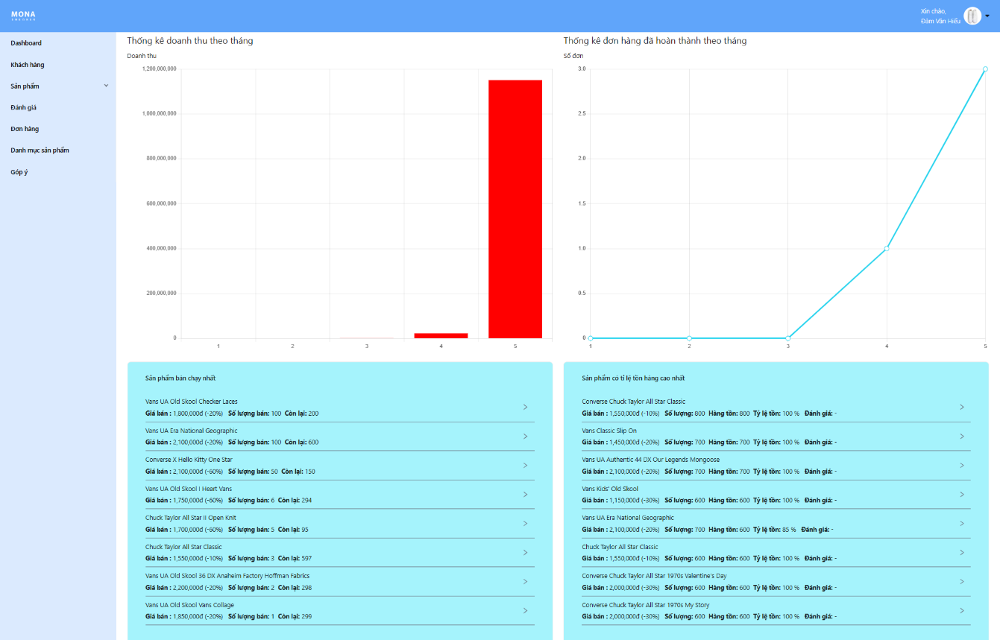 MONA
SNEAKER
Xin chào,
Đàm Văn Hiếu
Dashboard
Khách hàng
Sản phẩm
Đánh giá
Đơn hàng
Danh mục sản phẩm
Góp ý
Thống kê doanh thu theo tháng
Doanh thu
1,200,000,000
1,000,000,000
800,000,000
600,000,000
400,000,000
200,000,000
0
1 2 3 4 5
Thống kê đơn hàng đã hoàn thành theo tháng
Số đơn
3.0
2.5
2.0
1.5
1.0
0.5
0
1 2 3 4 5
Sản phẩm bán chạy nhất
Vans UA Old Skool Checker Laces
Giá bán : 1,800,000đ (-20%) Số lượng bán: 100 Còn lại: 200
Vans UA Era National Geographic
Giá bán : 2,100,000đ (-20%) Số lượng bán: 100 Còn lại: 600
Converse X Hello Kitty One Star
Giá bán : 2,100,000đ (-60%) Số lượng bán: 50 Còn lại: 150
Vans UA Old Skool I Heart Vans
Giá bán : 1,750,000đ (-60%) Số lượng bán: 6 Còn lại: 294
Chuck Taylor All Star II Open Knit
Giá bán : 1,700,000đ (-60%) Số lượng bán: 5 Còn lại: 95
Chuck Taylor All Star Classic
Giá bán : 1,550,000đ (-10%) Số lượng bán: 3 Còn lại: 597
Vans UA Old Skool 36 DX Anaheim Factory Hoffman Fabrics
Giá bán : 2,200,000đ (-20%) Số lượng bán: 2 Còn lại: 298
Vans UA Old Skool Vans Collage
Giá bán : 1,850,000đ (-20%) Số lượng bán: 1 Còn lại: 299
Sản phẩm có tỉ lệ tồn hàng cao nhất
Converse Chuck Taylor All Star Classic
Giá bán : 1,550,000đ (-10%) Số lượng: 800 Hàng tồn: 800 Tỷ lệ tồn: 100 % Đánh giá: -
Vans Classic Slip On
Giá bán : 1,450,000đ (-20%) Số lượng: 700 Hàng tồn: 700 Tỷ lệ tồn: 100 % Đánh giá: -
Vans UA Authentic 44 DX Our Legends Mongoose
Giá bán : 2,100,000đ (-20%) Số lượng: 700 Hàng tồn: 700 Tỷ lệ tồn: 100 % Đánh giá: -
Vans Kids' Old Skool
Giá bán : 1,150,000đ (-30%) Số lượng: 600 Hàng tồn: 600 Tỷ lệ tồn: 100 % Đánh giá: -
Vans UA Era National Geographic
Giá bán : 2,100,000đ (-20%) Số lượng: 700 Hàng tồn: 600 Tỷ lệ tồn: 85 % Đánh giá: -
Chuck Taylor All Star Classic
Giá bán : 1,550,000đ (-10%) Số lượng: 600 Hàng tồn: 600 Tỷ lệ tồn: 100 % Đánh giá: -
Converse Chuck Taylor All Star 1970s Valentine's Day
Giá bán : 2,000,000đ (-30%) Số lượng: 600 Hàng tồn: 600 Tỷ lệ tồn: 100 % Đánh giá: -
Converse Chuck Taylor All Star 1970s My Story
Giá bán : 2,000,000đ (-30%) Số lượng: 600 Hàng tồn: 600 Tỷ lệ tồn: 100 % Đánh giá: -